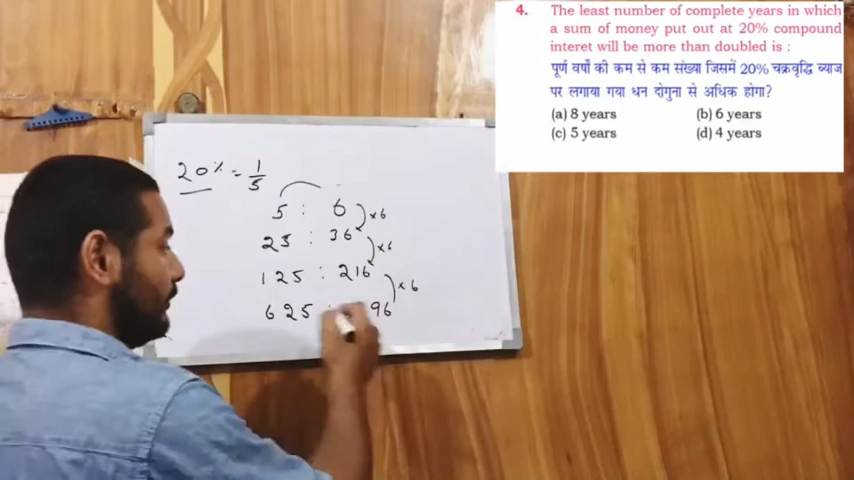 4. The least number of complete years in which
a sum of money put out at 20% compound
interet will be more than doubled is :
पूर्ण वर्षों की कम से कम संख्या जिसमें 20% चक्रवृद्धि ब्याज
पर लगाया गया धन दोगुना से अधिक होगा?
(a) 8 years (b) 6 years
(c) 5 years (d) 4 years
20% = 1/5
5 : 6 ×6
25 : 36 ×6
125 : 216 ×6
625 : 96